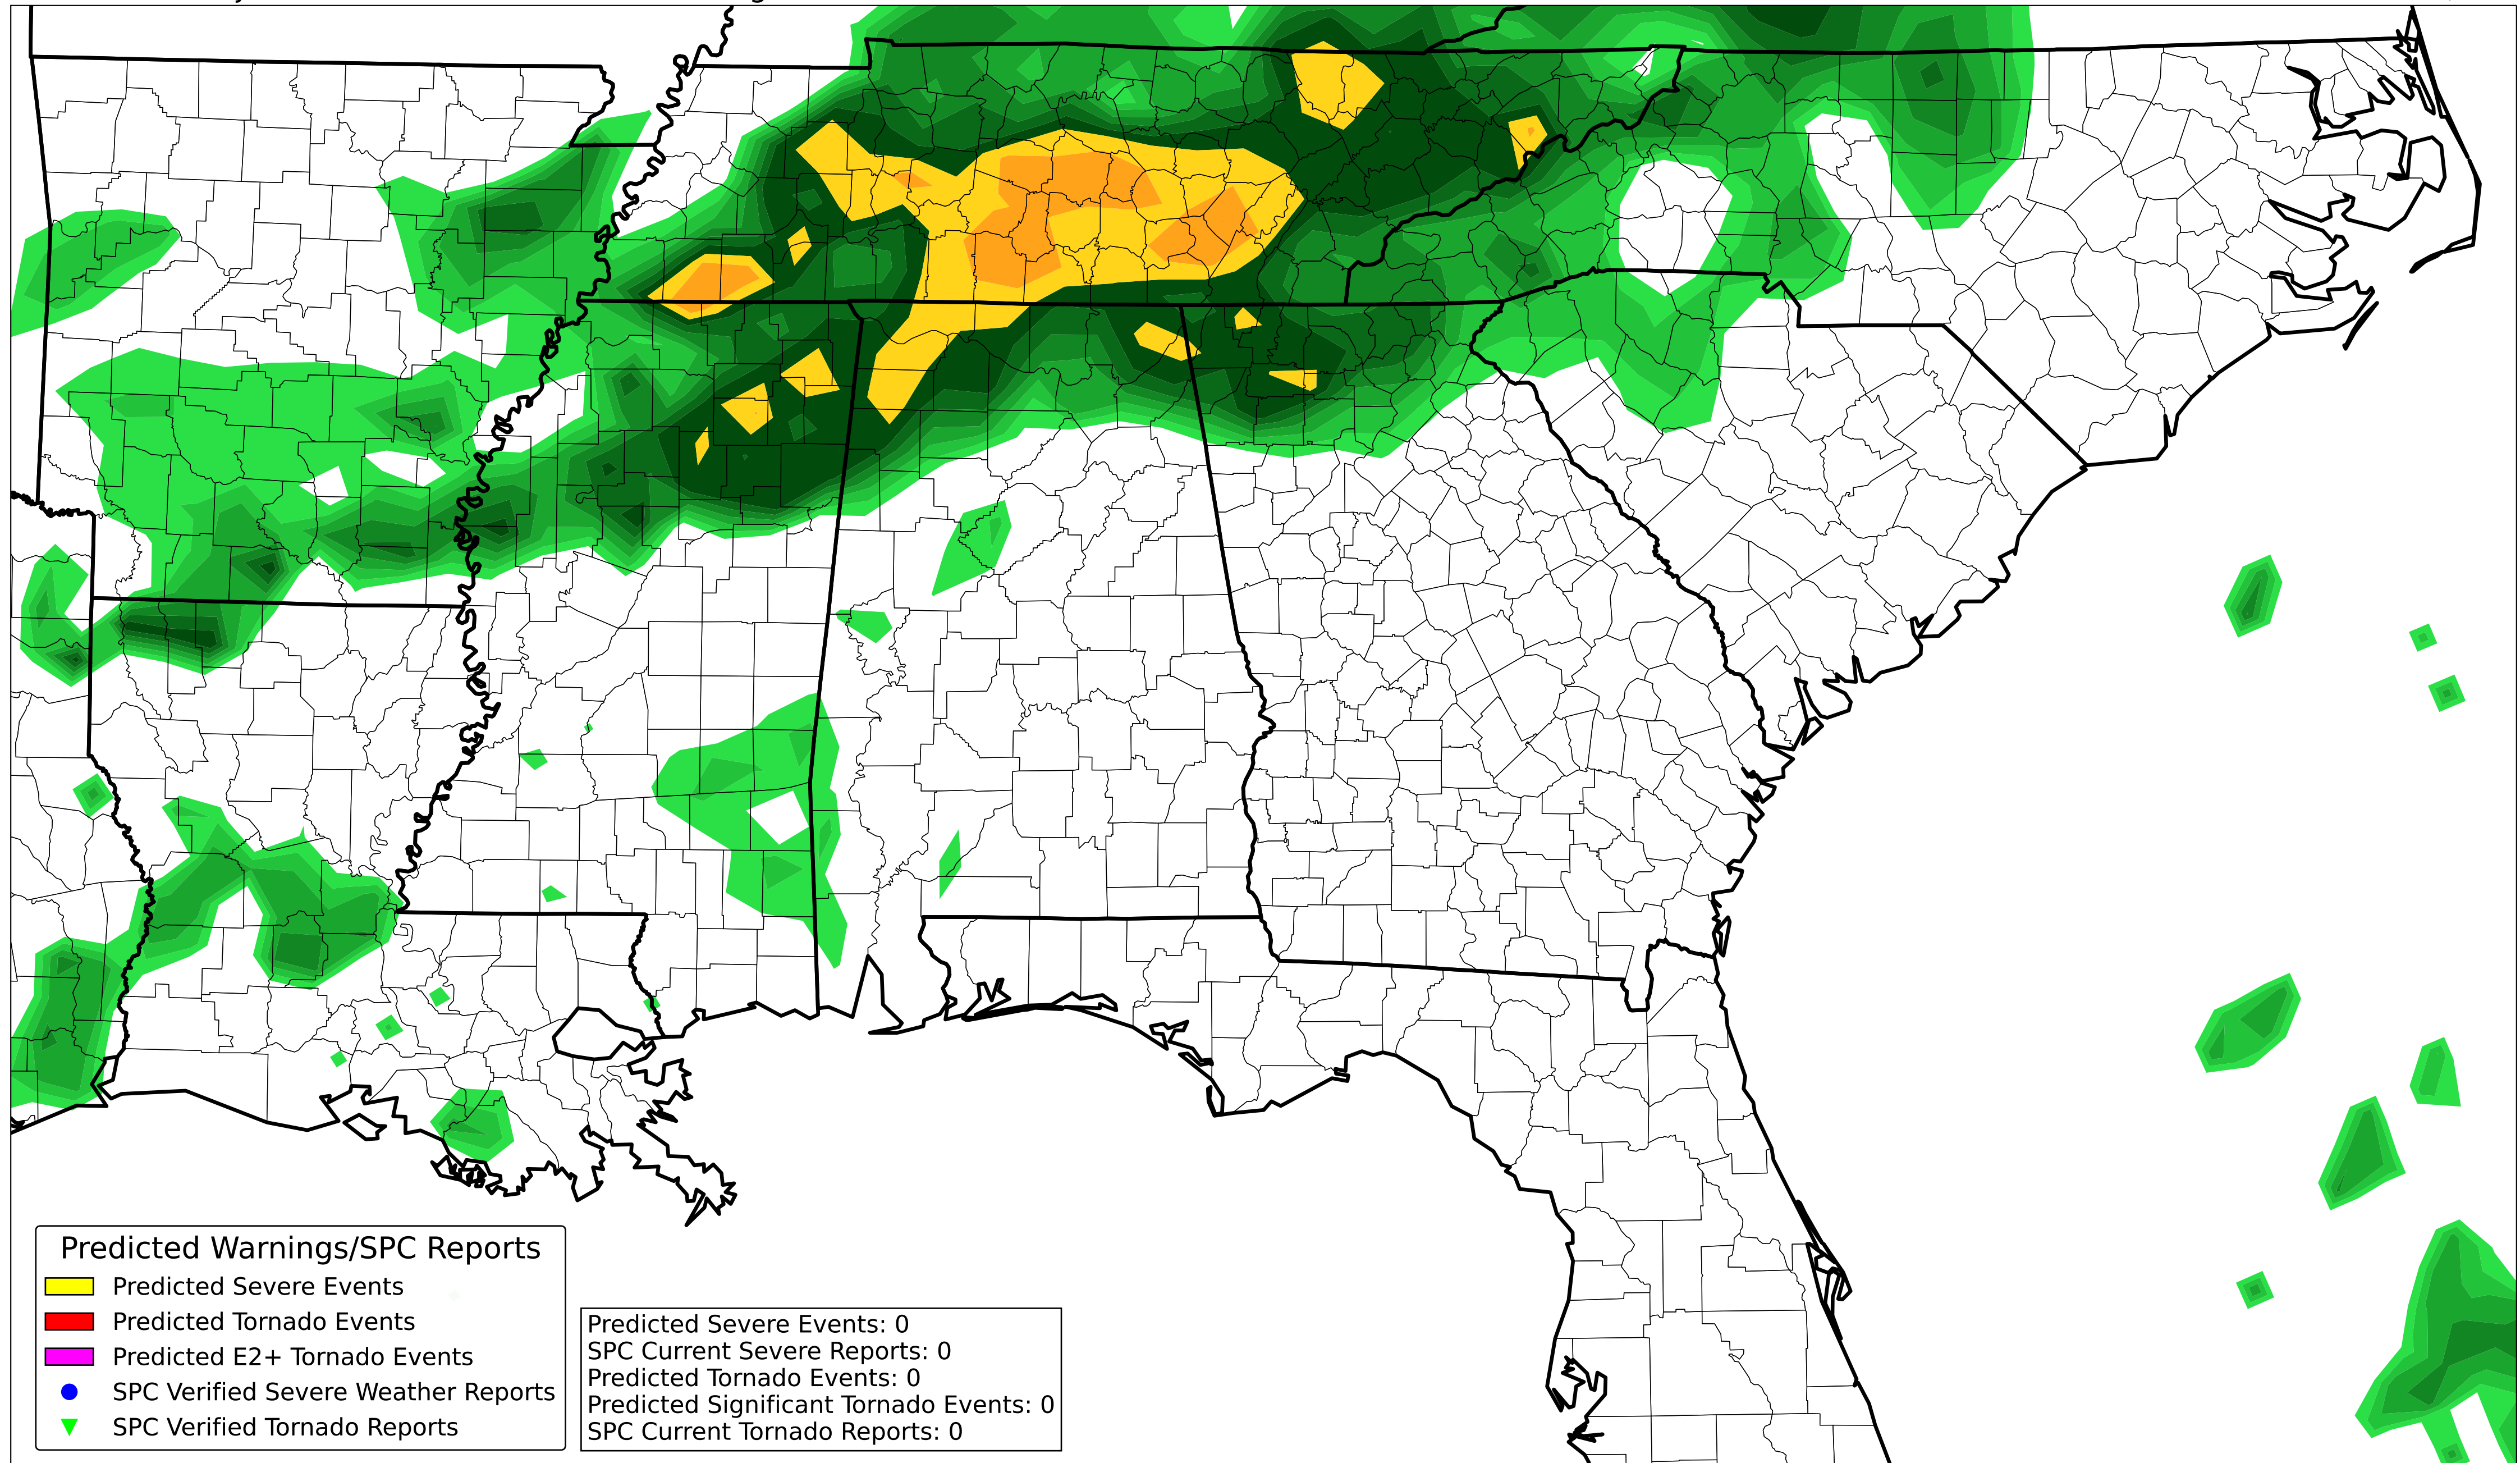 Predicted Warnings/SPC Reports
Predicted Severe Events
Predicted Tornado Events
Predicted E2+ Tornado Events
SPC Verified Severe Weather Reports
SPC Verified Tornado Reports
Predicted Severe Events: 0
SPC Current Severe Reports: 0
Predicted Tornado Events: 0
Predicted Significant Tornado Events: 0
SPC Current Tornado Reports: 0